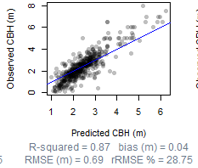 Observed CBH (m)
8
6
4
2
0
1 2 3 4 5 6
Predicted CBH (m)
R-squared = 0.87 bias (m) = 0.04
RMSE (m) = 0.69 rRMSE % = 28.75